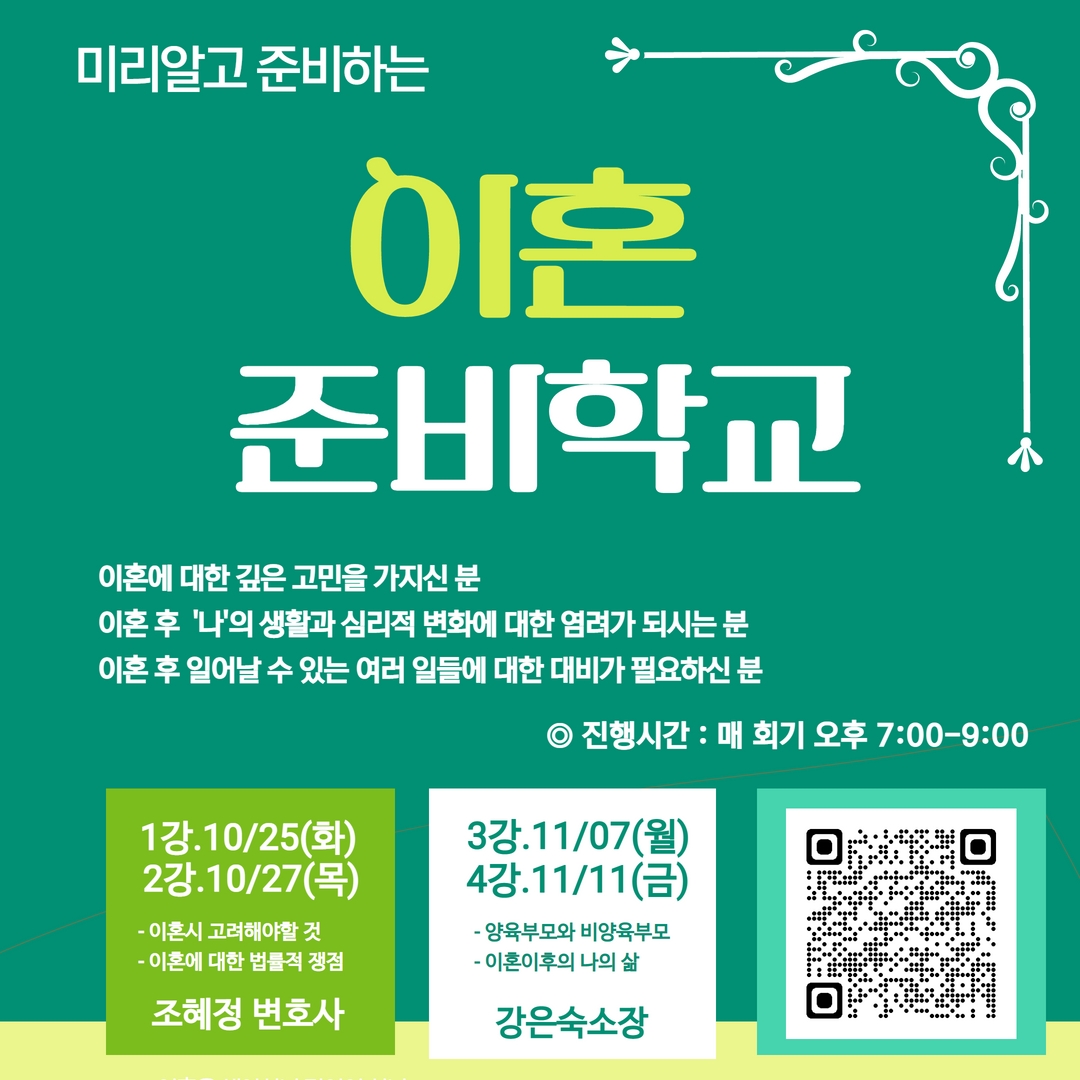 미리알고 준비하는
이혼
준비학교
이혼에 대한 깊은 고민을 가지신 분
이혼 후 '나'의 생활과 심리적 변화에 대한 염려가 되시는 분
이혼 후 일어날 수 있는 여러 일들에 대한 대비가 필요하신 분
◎ 진행시간 : 매 회기 오후 7:00-9:00
1강.10/25(화)
2강.10/27(목)
- 이혼시 고려해야할 것
- 이혼에 대한 법률적 쟁점
조혜정 변호사
3강.11/07(월)
4강.11/11(금)
- 양육부모와 비양육부모
- 이혼이후의 나의 삶
강은숙소장